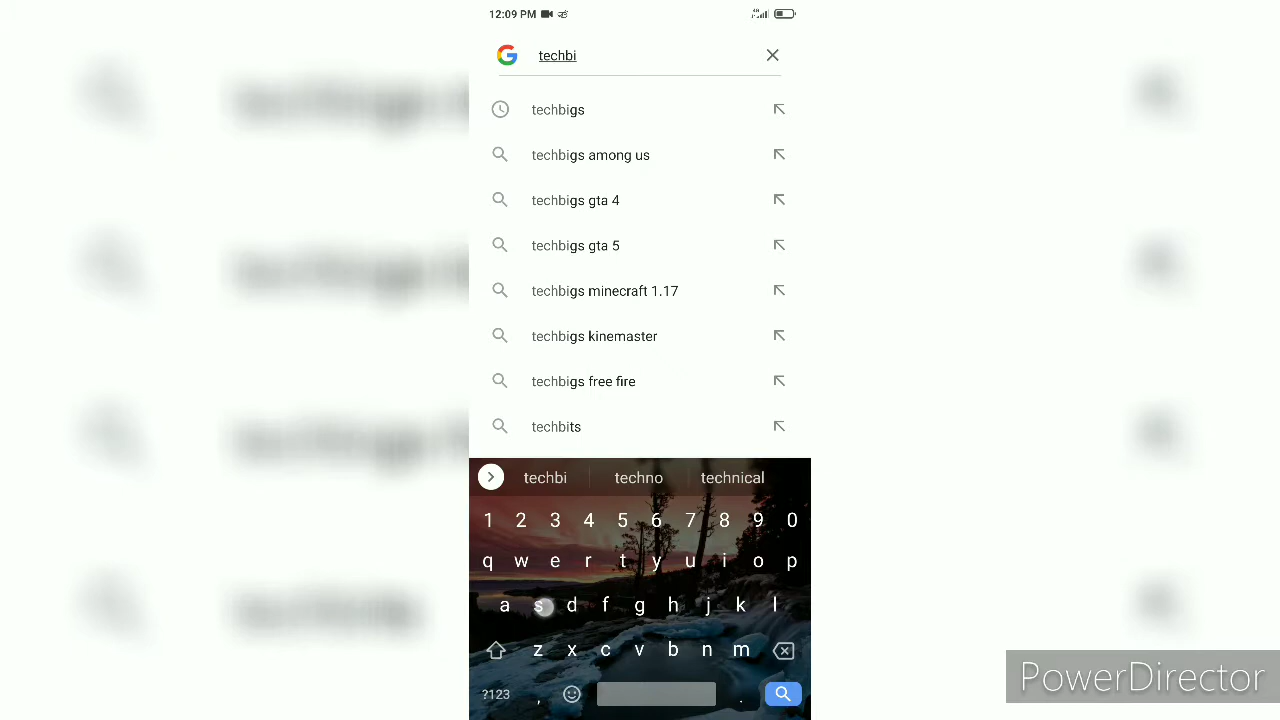 12:09 PM
techbi
techbigs
techbigs among us
techbigs gta 4
techbigs gta 5
techbigs minecraft 1.17
techbigs kinemaster
techbigs free fire
techbits
techbi techno technical
1 2 3 4 5 6 7 8 9 0
q w e r t y u i o p
a s d f g h j k l
z x c v b n m
?123 , .
PowerDirector